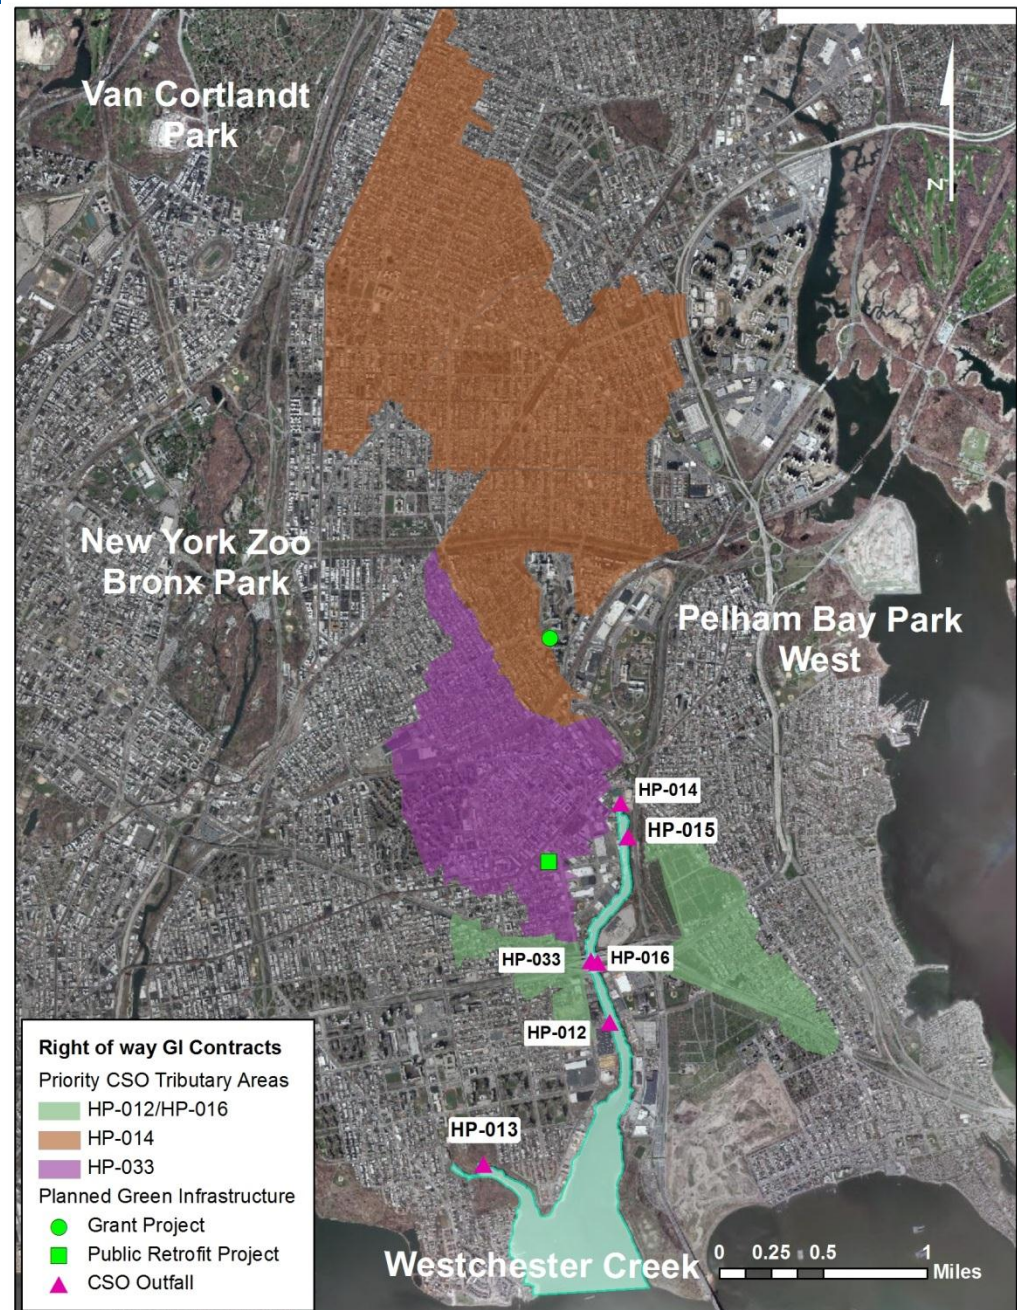 Van Cortlandt
Park
N
New York Zoo
Bronx Park
Pelham Bay Park
West
HP-014
HP-015
HP-033
HP-016
HP-012
HP-013
Right of way GI Contracts
Priority CSO Tributary Areas
HP-012/HP-016
HP-014
HP-033
Planned Green Infrastructure
Grant Project
Public Retrofit Project
CSO Outfall
Westchester Creek
0 0.25 0.5 1
Miles